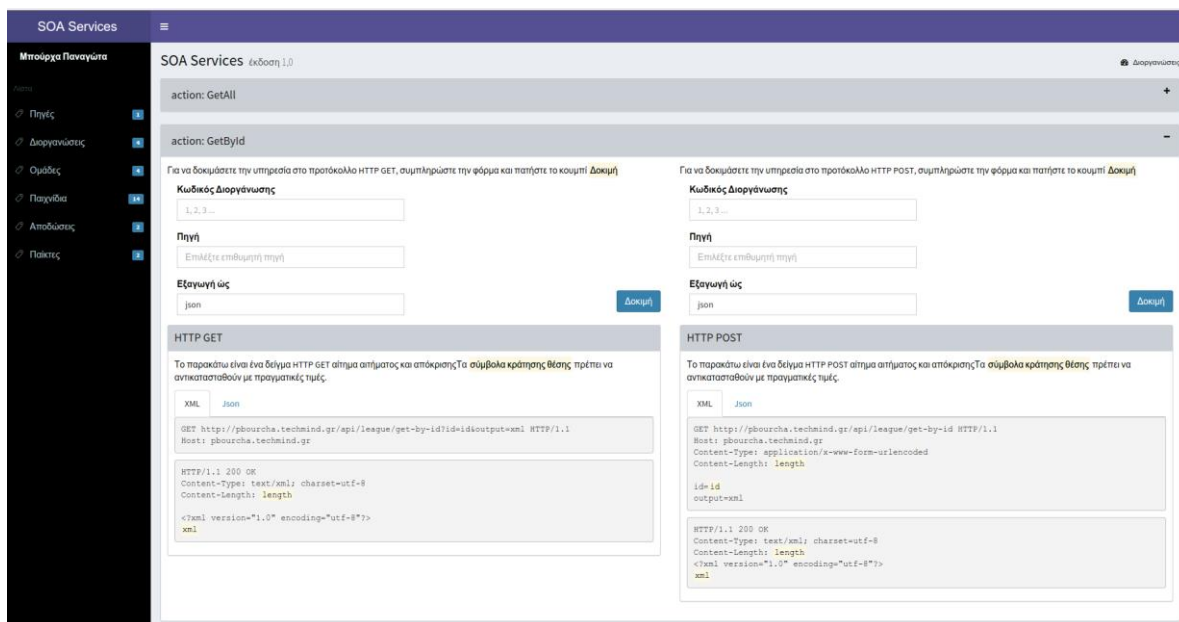 SOA Services
Μπούρχα Παναγώτα
SOA Services έκδοση 1,0
Διοργανώσεις
action: GetAll
+
Πηγές 2
Διοργανώσεις 4
Ομάδες 4
Παιχνίδια 14
Αποδώσεις 2
Παίκτες 2
action: GetById
-
Για να δοκιμάσετε την υπηρεσία στο προτόκολλο HTTP GET, συμπληρώστε την φόρμα και πατήστε το κουμπί Δοκιμή
Κωδικός Διοργάνωσης
1, 2, 3 ...
Πηγή
Επιλέξτε επιθυμητή πηγή
Εξαγωγή ώς
json
Δοκιμή
HTTP GET
Το παρακάτω είναι ένα δείγμα HTTP GET αίτημα αιτήματος και απόκρισηςΤα σύμβολα κράτησης θέσης πρέπει να
αντικατασταθούν με πραγματικές τιμές.
XML Json
GET http://pbourcha.techmind.gr/api/league/get-by-id?id=id&output=xml HTTP/1.1
Host: pbourcha.techmind.gr
HTTP/1.1 200 OK
Content-Type: text/xml; charset=utf-8
Content-Length: length
<?xml version="1.0" encoding="utf-8"?>
xml
Για να δοκιμάσετε την υπηρεσία στο προτόκολλο HTTP POST, συμπληρώστε την φόρμα και πατήστε το κουμπί Δοκιμή
Κωδικός Διοργάνωσης
1, 2, 3 ...
Πηγή
Επιλέξτε επιθυμητή πηγή
Εξαγωγή ώς
json
Δοκιμή
HTTP POST
Το παρακάτω είναι ένα δείγμα HTTP POST αίτημα αιτήματος και απόκρισηςΤα σύμβολα κράτησης θέσης πρέπει να
αντικατασταθούν με πραγματικές τιμές.
XML Json
GET http://pbourcha.techmind.gr/api/league/get-by-id HTTP/1.1
Host: pbourcha.techmind.gr
Content-Type: application/x-www-form-urlencoded
Content-Length: length
id=id
output=xml
HTTP/1.1 200 OK
Content-Type: text/xml; charset=utf-8
Content-Length: length
<?xml version="1.0" encoding="utf-8"?>
xml